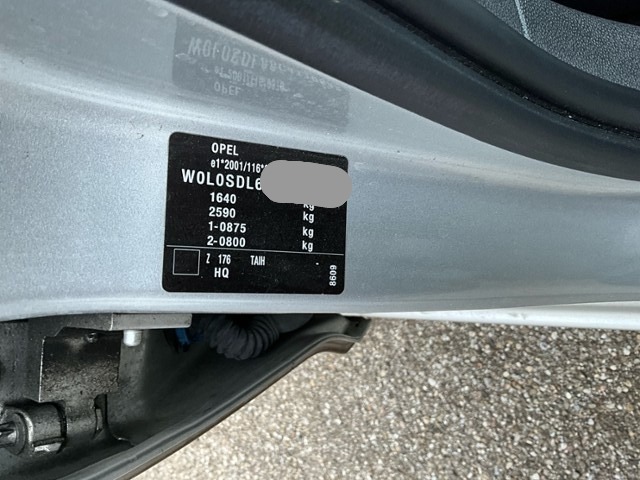 OPEL
e1*2001/116*
W0L0SDL6
1640 kg
2590 kg
1-0875 kg
2-0800 kg
Z 176 TAIH -
HQ
8609